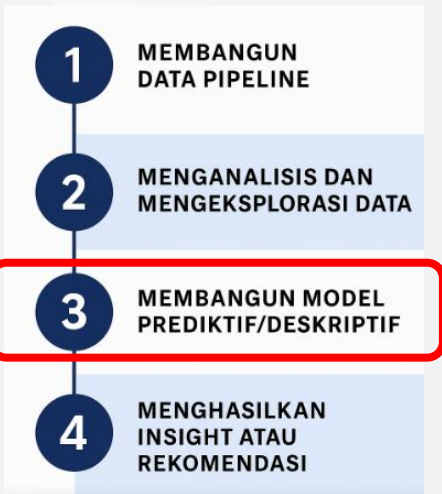 1
MEMBANGUN
DATA PIPELINE
2
MENGANALISIS DAN
MENGEKSPLORASI DATA
3
MEMBANGUN MODEL
PREDIKTIF/DESKRIPTIF
4
MENGHASILKAN
INSIGHT ATAU
REKOMENDASI